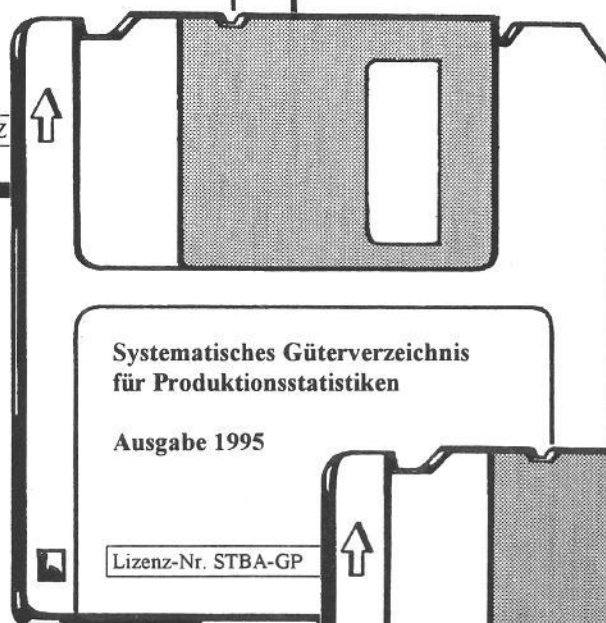 Systematisches Güterverzeichnis
für Produktionsstatistiken
Ausgabe 1995
Lizenz-Nr. STBA-GP